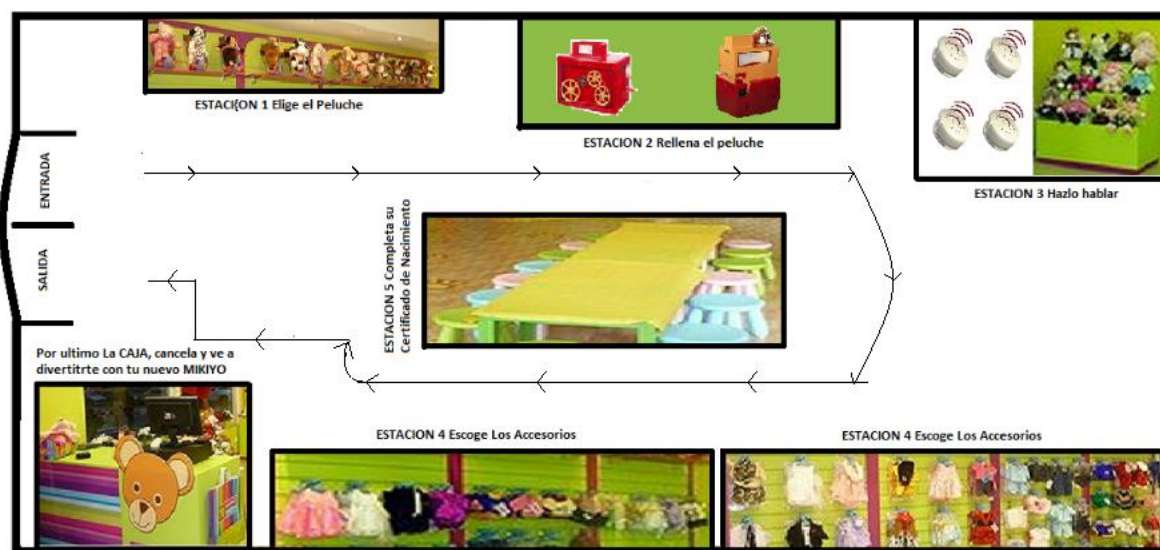 ESTACI{ON 1 Elige el Peluche
ESTACION 2 Rellena el peluche
ESTACION 3 Hazlo hablar
ENTRADA
SALIDA
ESTACION 5 Completa su
Certificado de Nacimiento
Por ultimo La CAJA, cancela y ve a
divertitrte con tu nuevo MIKIYO
ESTACION 4 Escoge Los Accesorios
ESTACION 4 Escoge Los Accesorios